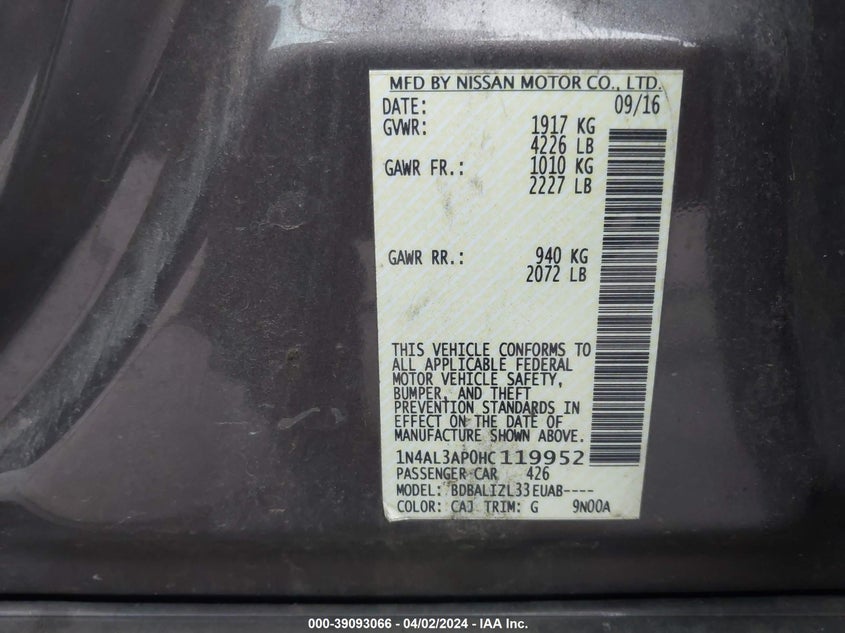 MFD BY NISSAN MOTOR CO., LTD.
DATE: 09/16
GVWR: 1917 KG
4226 LB
GAWR FR.: 1010 KG
2227 LB
GAWR RR.: 940 KG
2072 LB
THIS VEHICLE CONFORMS TO
ALL APPLICABLE FEDERAL
MOTOR VEHICLE SAFETY,
BUMPER, AND THEFT
PREVENTION STANDARDS IN
EFFECT ON THE DATE OF
MANUFACTURE SHOWN ABOVE.
1N4AL3AP0HC119952
PASSENGER CAR 426
MODEL: BDBALIZL33EUAB----
COLOR: CAJ TRIM: G 9N00A
000-39093066 - 04/02/2024 - IAA Inc.